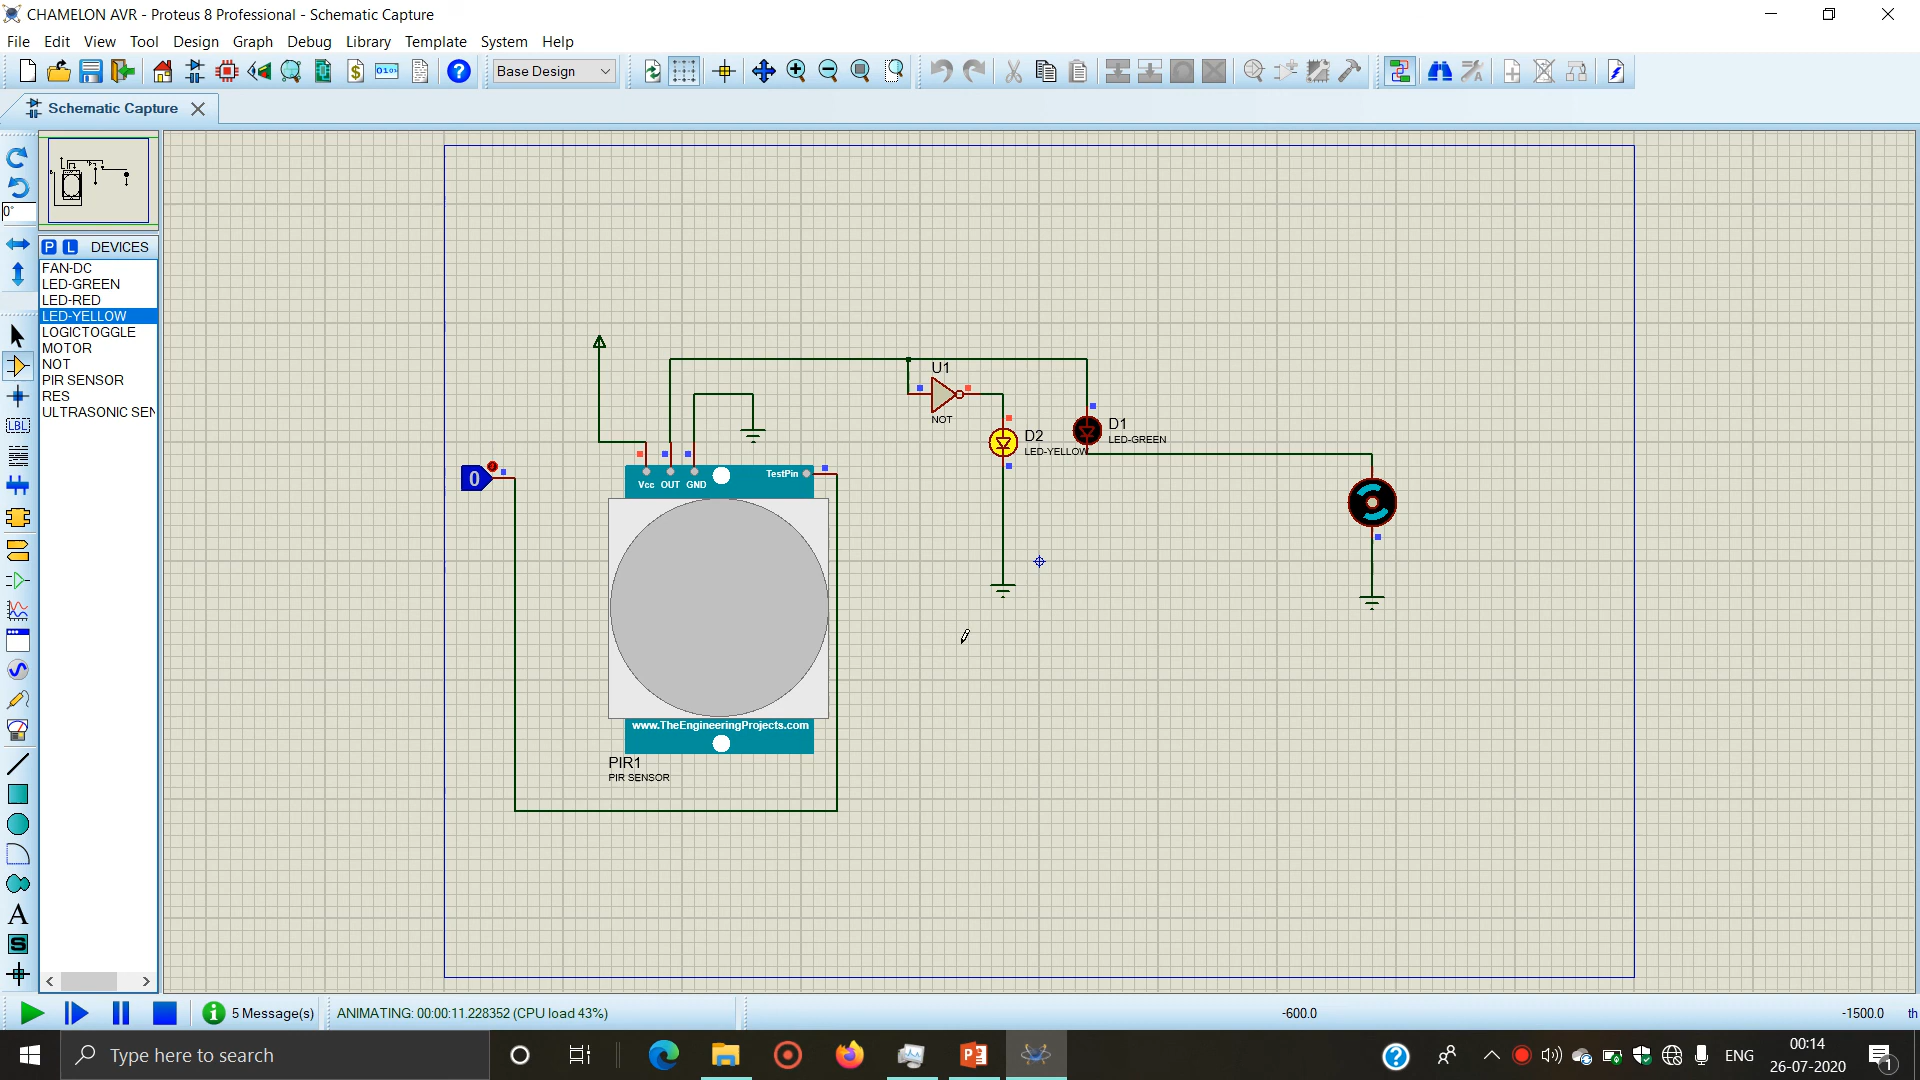 CHAMELON AVR - Proteus 8 Professional - Schematic Capture
File Edit View Tool Design Graph Debug Library Template System Help
Base Design
Schematic Capture
0°
P L DEVICES
FAN-DC
LED-GREEN
LED-RED
LED-YELLOW
LOGICTOGGLE
MOTOR
NOT
PIR SENSOR
RES
ULTRASONIC SEN
LBL
A
S
U1
NOT
D2
LED-YELLOW
D1
LED-GREEN
0
Vcc OUT GND
TestPin
www.TheEngineeringProjects.com
PIR1
PIR SENSOR
5 Message(s)
ANIMATING: 00:00:11.228352 (CPU load 43%)
-600.0
-1500.0
th
Type here to search
ENG
00:14
26-07-2020
1